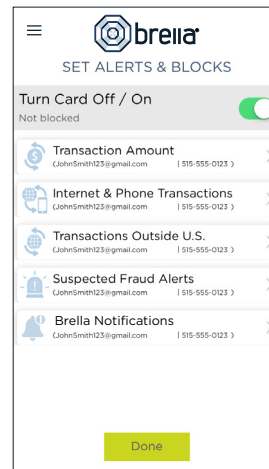 brella
SET ALERTS & BLOCKS
Turn Card Off / On
Not blocked
Transaction Amount
(JohnSmith123@gmail.com | 515-555-0123 )
Internet & Phone Transactions
(JohnSmith123@gmail.com | 515-555-0123 )
Transactions Outside U.S.
(JohnSmith123@gmail.com | 515-555-0123 )
Suspected Fraud Alerts
(JohnSmith123@gmail.com | 515-555-0123 )
Brella Notifications
(JohnSmith123@gmail.com | 515-555-0123 )
Done